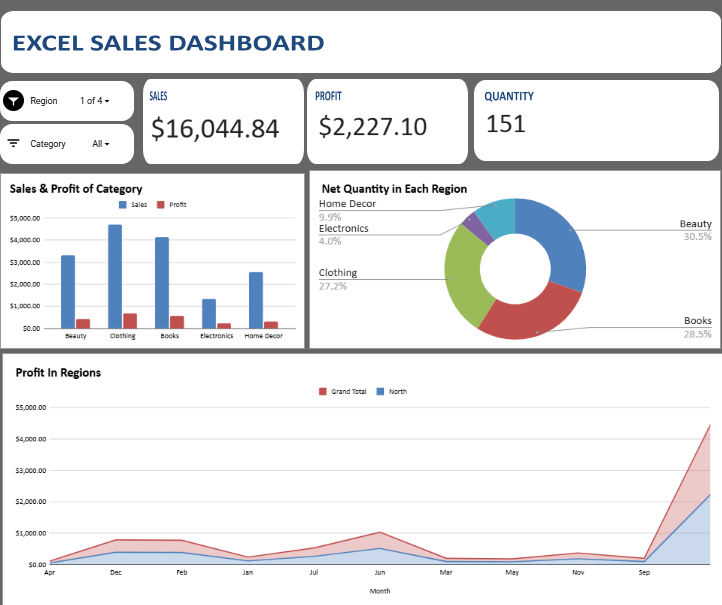 EXCEL SALES DASHBOARD
Region 1 of 4
Category All
SALES
$16,044.84
PROFIT
$2,227.10
QUANTITY
151
Sales & Profit of Category
Sales Profit
$5,000.00
$4,000.00
$3,000.00
$2,000.00
$1,000.00
$0.00
Beauty Clothing Books Electronics Home Decor
Net Quantity in Each Region
Home Decor
9.9%
Electronics
4.0%
Clothing
27.2%
Beauty
30.5%
Books
28.5%
Profit In Regions
Grand Total North
$5,000.00
$4,000.00
$3,000.00
$2,000.00
$1,000.00
$0.00
Apr Dec Feb Jan Jul Jun Mar May Nov Sep
Month